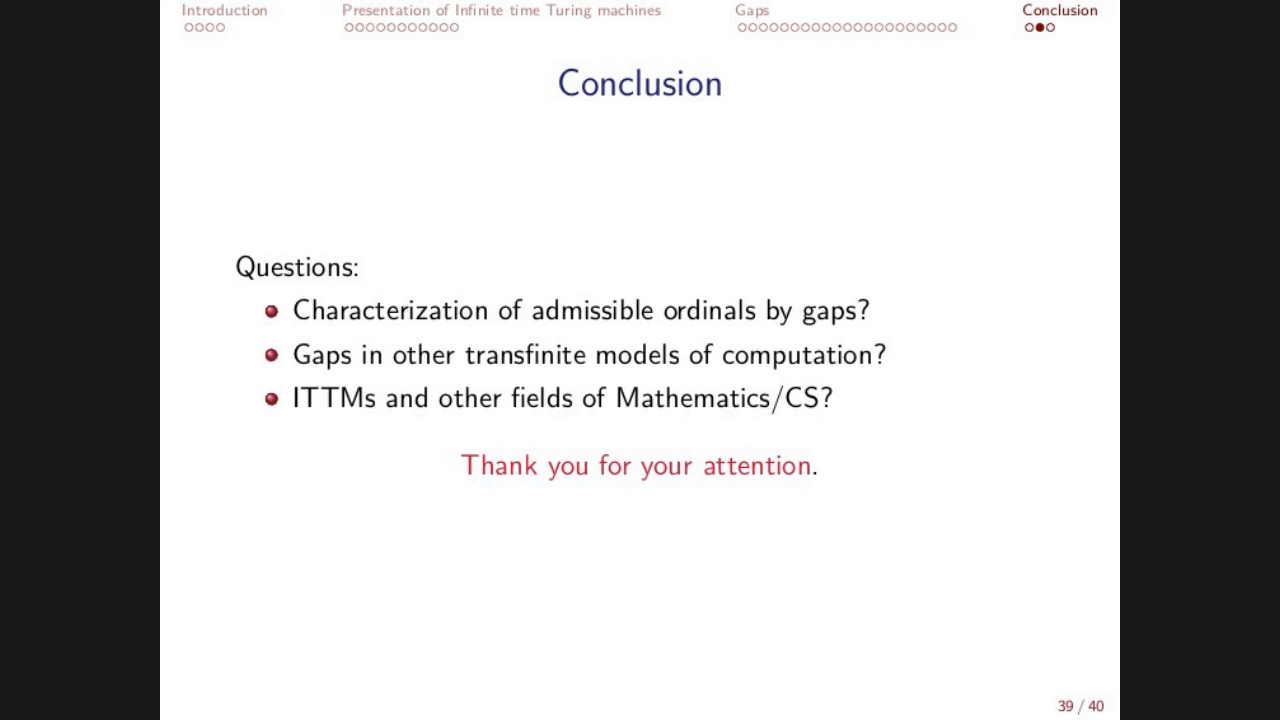 Introduction Presentation of Infinite time Turing machines Gaps Conclusion
Conclusion
Questions:
Characterization of admissible ordinals by gaps?
Gaps in other transfinite models of computation?
ITTMs and other fields of Mathematics/CS?
Thank you for your attention.
39 / 40